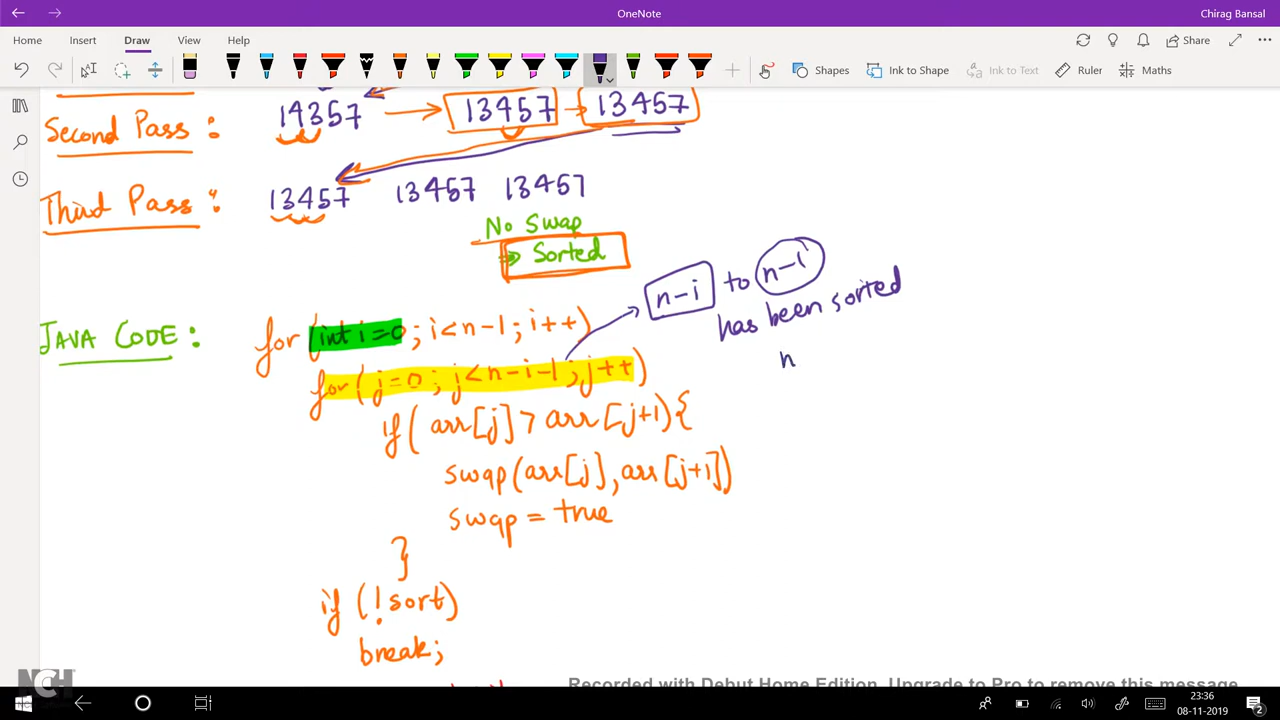 OneNote
Chirag Bansal
Home Insert Draw View Help
Share
Shapes Ink to Shape Ink to Text Ruler Maths
Second Pass : 14357 → 13457 → 13457
Third Pass : 13457 13457 13457
No Swap
⇒ Sorted
n-i to n-1
has been sorted
n
JAVA CODE : for (int i=0; i<n-1; i++)
for (j=0; j<n-i-1; j++)
if (arr[j] > arr[j+1){
swap(arr[j], arr[j+1])
swap = true
}
if (!sort)
break;
NCH
Recorded with Debut Home Edition. Upgrade to Pro to remove this message
23:36
08-11-2019
2